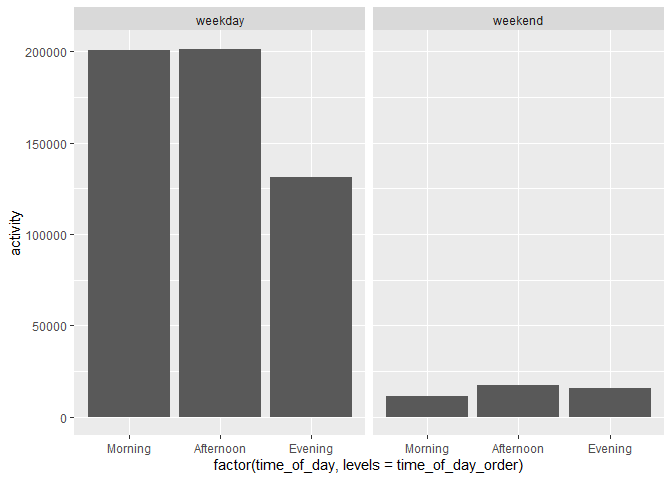 weekday weekend
200000
150000
100000
50000
0
activity
Morning Afternoon Evening Morning Afternoon Evening
factor(time_of_day, levels = time_of_day_order)